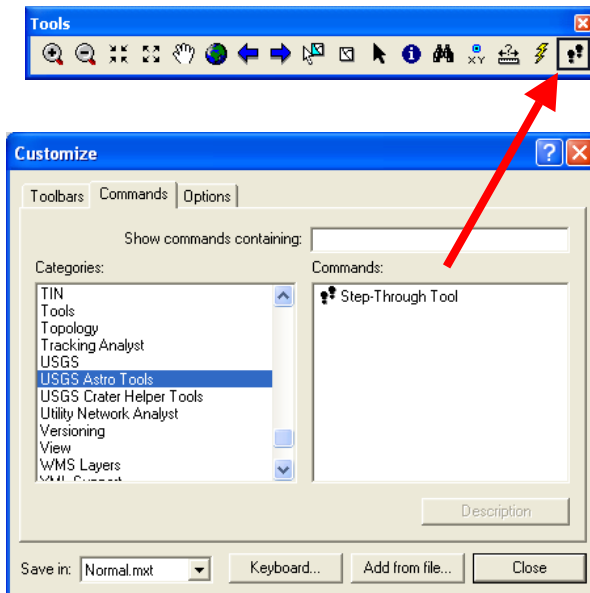 Tools
XY
?
Customize
?
Toolbars Commands Options
Show commands containing:
Categories:
Commands:
TIN
Tools
Topology
Tracking Analyst
USGS
USGS Astro Tools
USGS Crater Helper Tools
Utility Network Analyst
Versioning
View
WMS Layers
XML Support
Step-Through Tool
Description
Save in: Normal.mxt
Keyboard...
Add from file...
Close